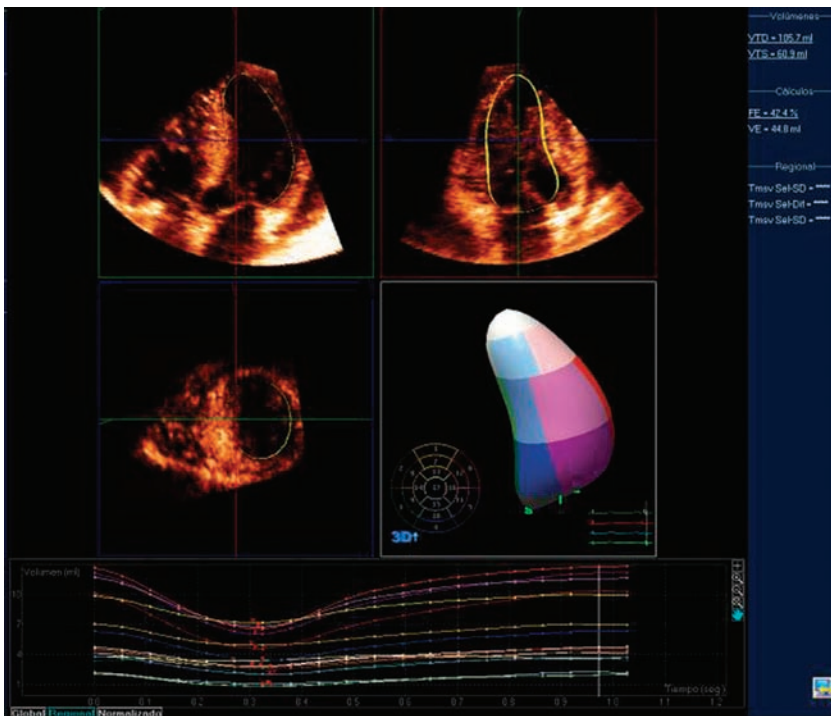 Volúmenes
VTD = 105.7 ml
VTS = 60.9 ml
Cálculos
FE = 42.4 %
VE = 44.8 ml
Regional
Tmsv Sel-SD = ****
Tmsv Sel-Dif = ****
Tmsv Sel-SD = ****
3D
Volumen (ml)
0.0 0.1 0.2 0.3 0.4 0.5 0.6 0.7 0.8 0.9 1.0 1.2
Tiempo (seg)
Global Regional Normalizado